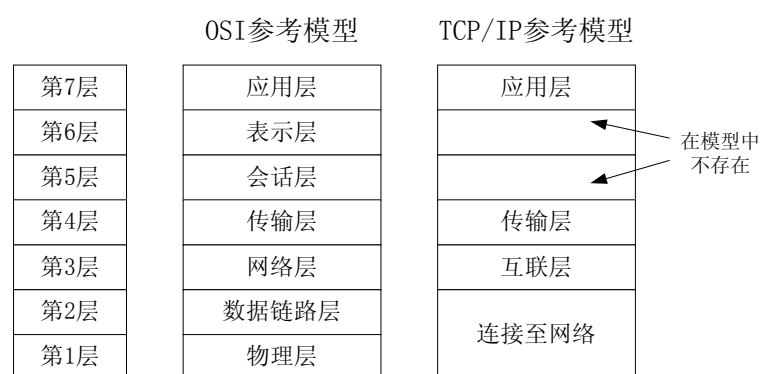 OSI参考模型 TCP/IP参考模型
第7层 应用层 应用层
第6层 表示层
在模型中
不存在
第5层 会话层
第4层 传输层 传输层
第3层 网络层 互联层
第2层 数据链路层
连接至网络
第1层 物理层